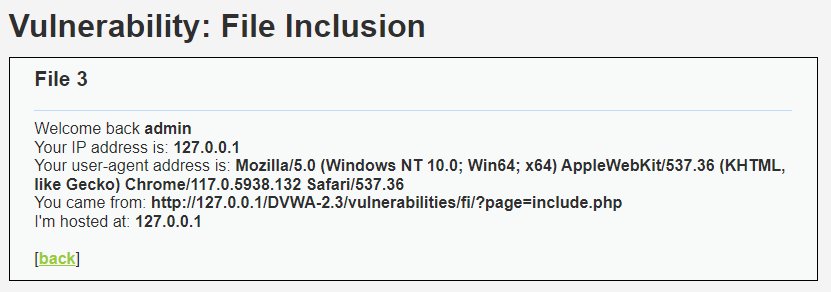 Vulnerability: File Inclusion
File 3
Welcome back admin
Your IP address is: 127.0.0.1
Your user-agent address is: Mozilla/5.0 (Windows NT 10.0; Win64; x64) AppleWebKit/537.36 (KHTML,
like Gecko) Chrome/117.0.5938.132 Safari/537.36
You came from: http://127.0.0.1/DVWA-2.3/vulnerabilities/fi/?page=include.php
I'm hosted at: 127.0.0.1
[back]